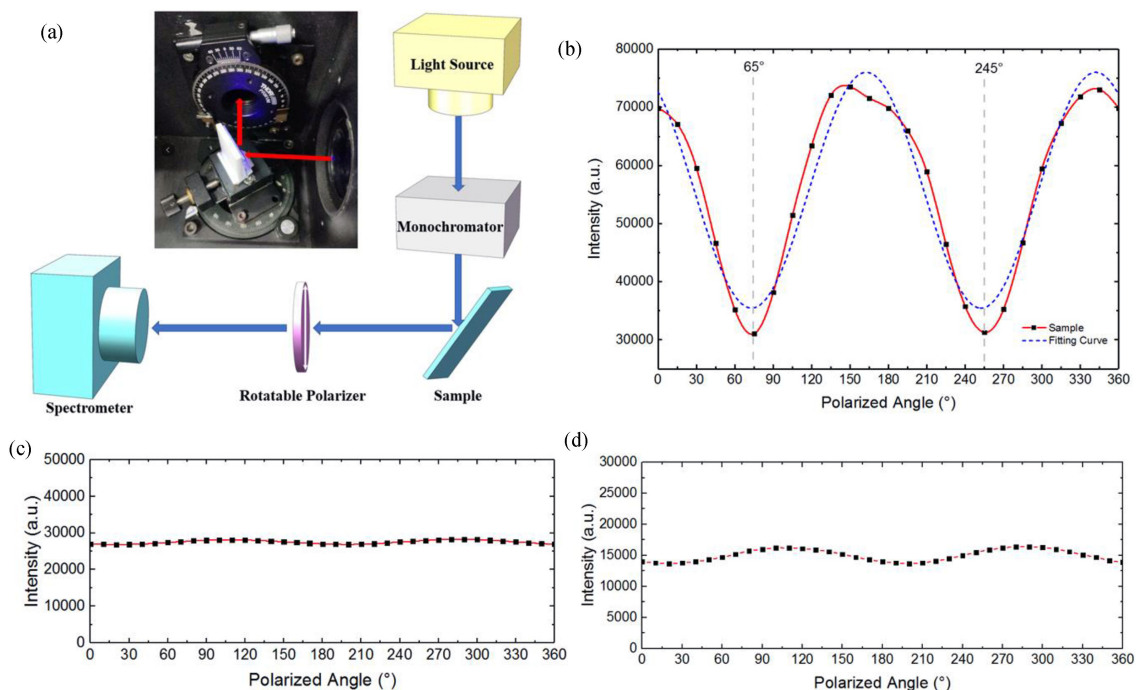 (a)
Light Source
Monochromator
Spectrometer
Rotatable Polarizer
Sample
(b)
80000
70000
60000
50000
40000
30000
Intensity (a.u.)
65°
245°
Sample
Fitting Curve
0 30 60 90 120 150 180 210 240 270 300 330 360
Polarized Angle (°)
(c)
50000
40000
30000
20000
10000
0
Intensity (a.u.)
0 30 60 90 120 150 180 210 240 270 300 330 360
Polarized Angle (°)
(d)
30000
25000
20000
15000
10000
5000
0
Intensity (a.u.)
0 30 60 90 120 150 180 210 240 270 300 330 360
Polarized Angle (°)